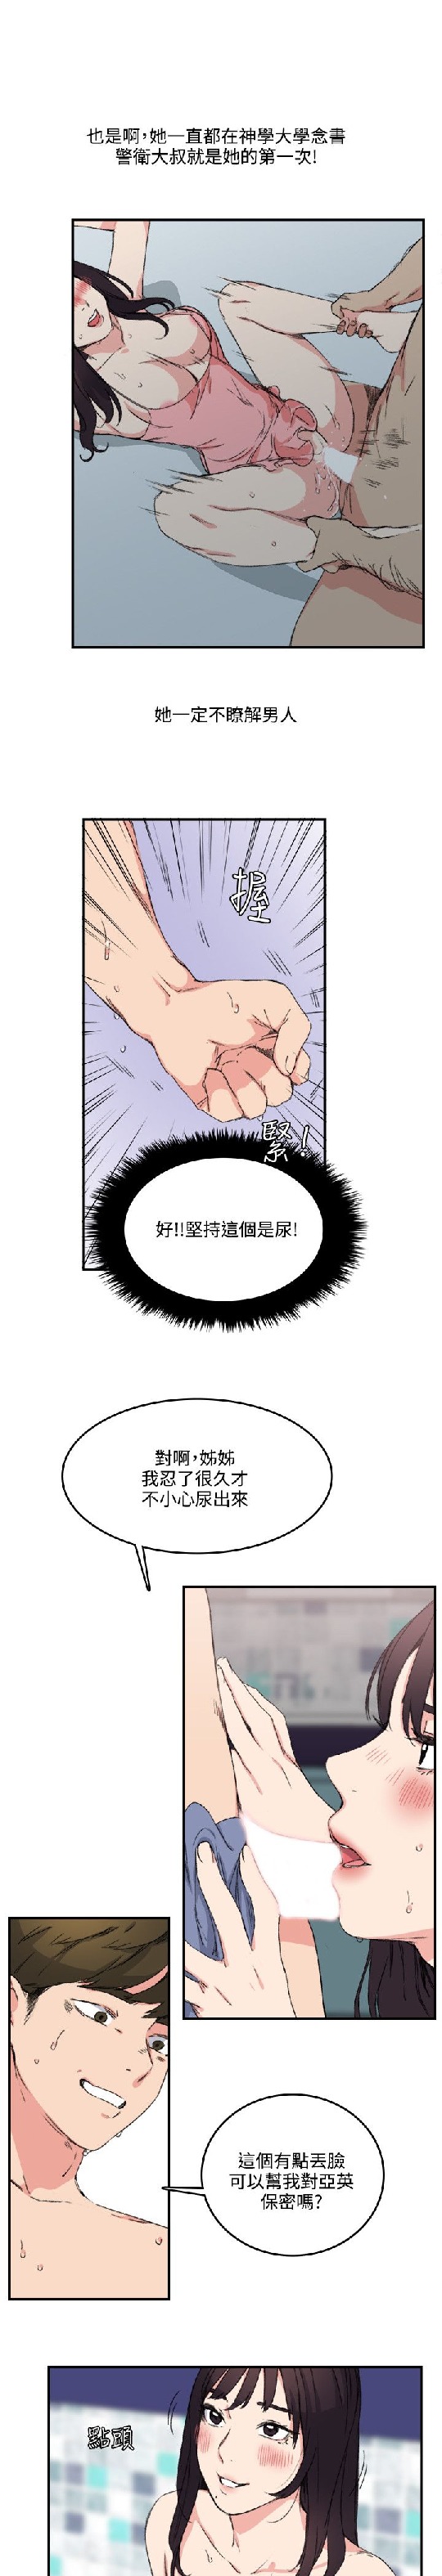 也是啊，她一直都在神學大學念書
警衛大叔就是她的第一次!
她一定不瞭解男人
握
緊!
好!!堅持這個是尿!
對啊，姊姊
我忍了很久才
不小心尿出來
這個有點丟臉
可以幫我對亞英
保密嗎?
點頭